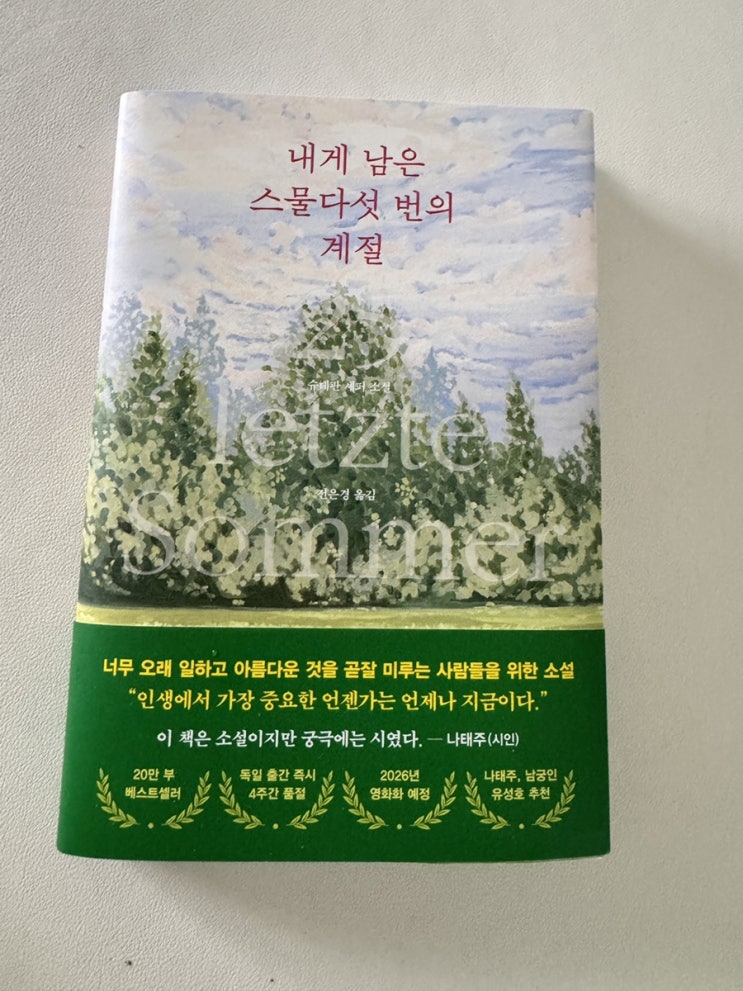 내게 남은
스물다섯 번의
계절
25
슈테판 셰퍼 소설
letzte
전은경 옮김
Sommer
너무 오래 일하고 아름다운 것을 곧잘 미루는 사람들을 위한 소설
“인생에서 가장 중요한 언젠가는 언제나 지금이다.”
이 책은 소설이지만 궁극에는 시였다. — 나태주(시인)
20만 부
베스트셀러
독일 출간 즉시
4주간 품절
2026년
영화화 예정
나태주, 남궁인
유성호 추천